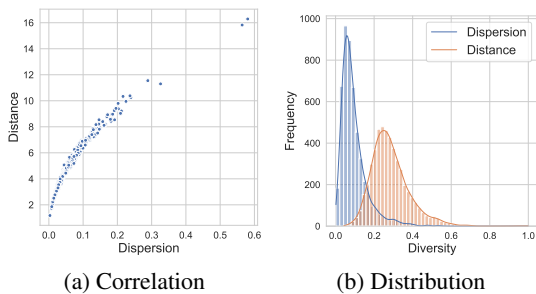 16
14
12
10
8
6
4
2
Distance
0.0 0.1 0.2 0.3 0.4 0.5 0.6
Dispersion
(a) Correlation
1000
800
600
400
200
0
Frequency
Dispersion
Distance
0.0 0.2 0.4 0.6 0.8 1.0
Diversity
(b) Distribution